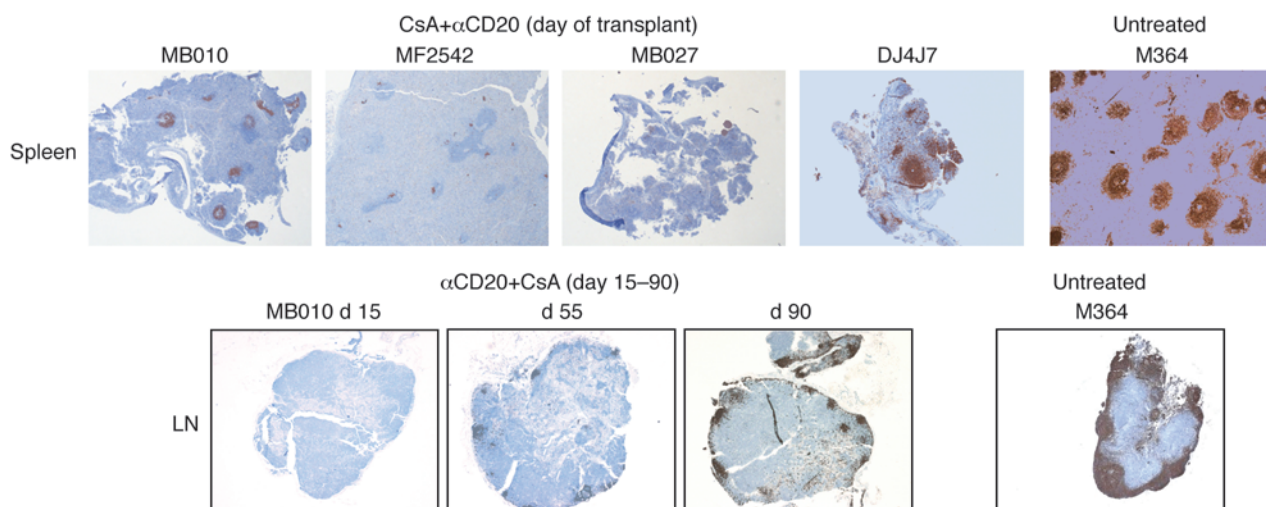 CsA+αCD20 (day of transplant)
Untreated
MB010
MF2542
MB027
DJ4J7
M364
Spleen
αCD20+CsA (day 15–90)
Untreated
MB010 d 15
d 55
d 90
M364
LN